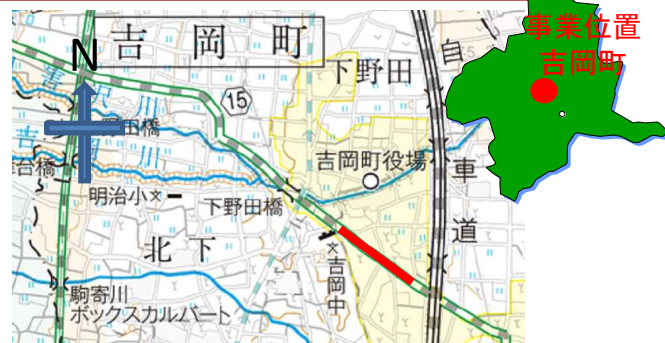 事業位置
吉岡町
N
吉岡町
下野田
自
15
吉岡町役場
車
道
台橋
明治小
下野田橋
北下
吉岡中
駒寄川
ボックスカルバート